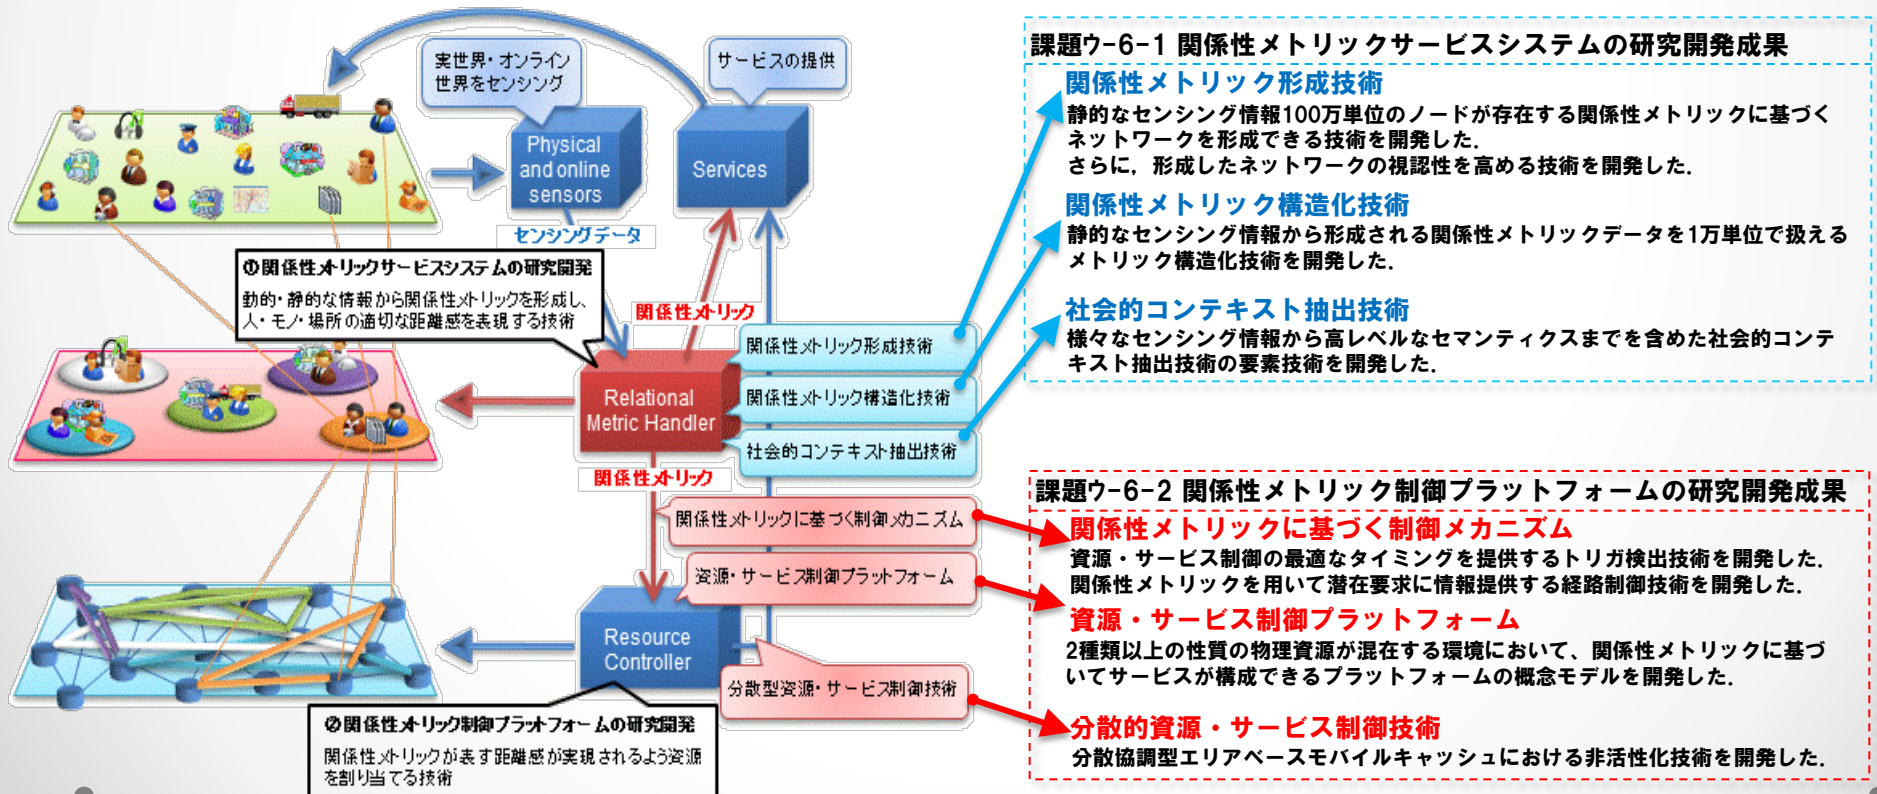 実世界・オンライン
世界をセンシング
サービスの提供
Physical
and online
sensors
Services
センシングデータ
①関係性メトリックサービスシステムの研究開発
動的・静的な情報から関係性メトリックを形成し、
人・モノ・場所の適切な距離感を表現する技術
関係性メトリック
関係性メトリック形成技術
Relational
Metric Handler
関係性メトリック構造化技術
社会的コンテキスト抽出技術
関係性メトリック
関係性メトリックに基づく制御メカニズム
資源・サービス制御プラットフォーム
Resource
Controller
分散型資源・サービス制御技術
②関係性メトリック制御プラットフォームの研究開発
関係性メトリックが表す距離感が実現されるよう資源
を割り当てる技術
課題ウ-6-1 関係性メトリックサービスシステムの研究開発成果
関係性メトリック形成技術
静的なセンシング情報100万単位のノードが存在する関係性メトリックに基づく
ネットワークを形成できる技術を開発した.
さらに，形成したネットワークの視認性を高める技術を開発した.
関係性メトリック構造化技術
静的なセンシング情報から形成される関係性メトリックデータを1万単位で扱える
メトリック構造化技術を開発した.
社会的コンテキスト抽出技術
様々なセンシング情報から高レベルなセマンティクスまでを含めた社会的コンテ
キスト抽出技術の要素技術を開発した.
課題ウ-6-2 関係性メトリック制御プラットフォームの研究開発成果
関係性メトリックに基づく制御メカニズム
資源・サービス制御の最適なタイミングを提供するトリガ検出技術を開発した.
関係性メトリックを用いて潜在要求に情報提供する経路制御技術を開発した.
資源・サービス制御プラットフォーム
2種類以上の性質の物理資源が混在する環境において、関係性メトリックに基づ
いてサービスが構成できるプラットフォームの概念モデルを開発した.
分散的資源・サービス制御技術
分散協調型エリアベースモバイルキャッシュにおける非活性化技術を開発した.